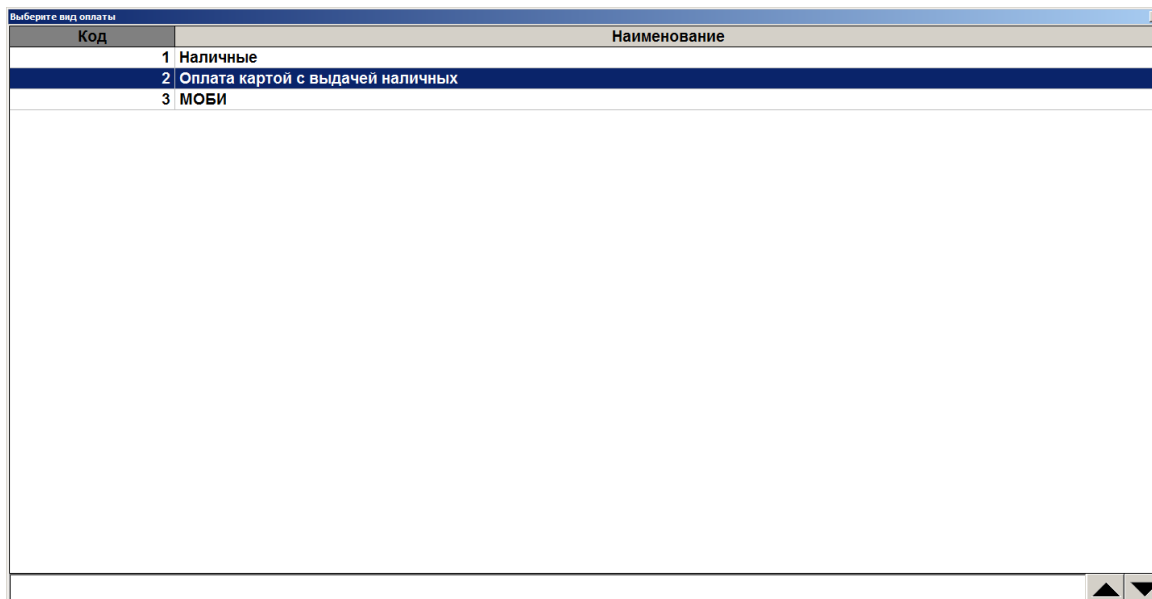 Выберите вид оплаты
Код Наименование
1 Наличные
2 Оплата картой с выдачей наличных
3 МОБИ